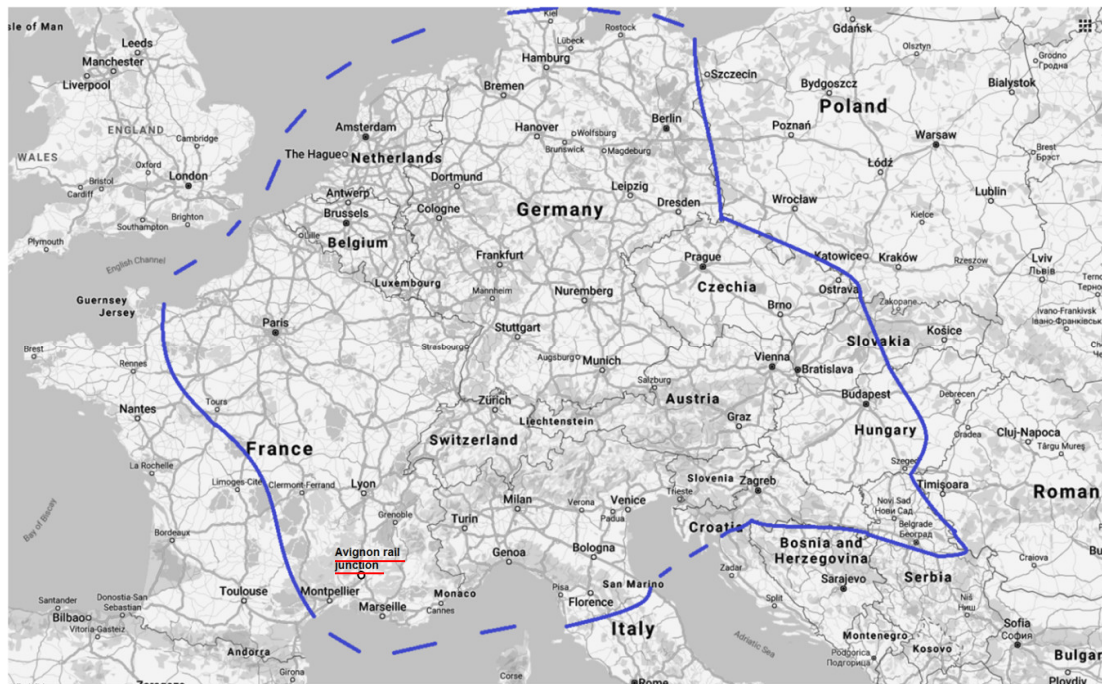 sle of Man
Leeds
Manchester
Liverpool
ENGLAND
Cambridge
WALES
Oxford
London
Bristol
Cardiff
Southampton
Brighton
Plymouth
English Channel
Guernsey
Jersey
Brest
Rennes
Nantes
Tours
Paris
La Rochelle
France
Limoges-Cité
Clermont-Ferrand
Lyon
Grenoble
Bay of Biscay
Bordeaux
Avignon rail
junction
Toulouse
Montpellier
Marseille
Monaco
Cannes
Santander
Bilbao
Donostia-San
Sebastian
Vitoria-Gasteiz
Andorra
Girona
Corse
Kiel
Rostock
Lübeck
Hamburg
Bremen
Amsterdam
The Hague
Netherlands
Hanover
Wolfsburg
Brunswick
Magdeburg
Berlin
Antwerp
Brussels
Lille
Belgium
Dortmund
Cologne
Germany
Leipzig
Dresden
Luxembourg
Frankfurt
Mannheim
Nuremberg
Stuttgart
Strasbourg
Augsburg
Munich
Zürich
Liechtenstein
Switzerland
Salzburg
Austria
Graz
Vienna
Gdańsk
Olsztyn
Grodno
Гродна
Szczecin
Bydgoszcz
Bialystok
Poland
Poznań
Warsaw
Brest
Брэст
Łódź
Lublin
Wrocław
Kielce
Katowice
Kraków
Rzeszow
Lviv
Львів
Prague
Czechia
Ostrava
Brno
Zakopane
Ivano-Frankivsk
Івано-Франківськ
Slovakia
Košice
Bratislava
Budapest
Debrecen
Hungary
Oradea
Cluj-Napoca
Târgu Mureș
Szeged
Timișoara
Roman
Slovenia
Zagreb
Trieste
Croatia
Novi Sad
Нови Сад
Belgrade
Београд
Bosnia and
Herzegovina
Craiova
Serbia
Sarajevo
Zadar
Split
Niš
Ниш
Montenegro
Kosovo
Podgorica
Подгорица
Sofia
София
Bulgar
Plovdiv
Adriatic Sea
Milan
Verona
Venice
Padua
Turin
Genoa
Bologna
San Marino
Pisa
Florence
Italy
Rome